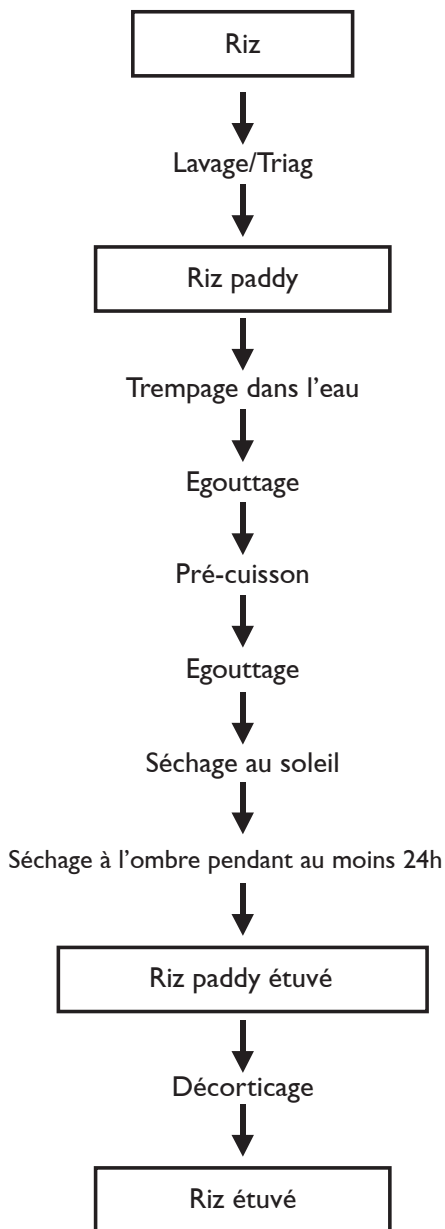 Riz
Lavage/Triag
Riz paddy
Trempage dans l’eau
Egouttage
Pré-cuisson
Egouttage
Séchage au soleil
Séchage à l’ombre pendant au moins 24h
Riz paddy étuvé
Décorticage
Riz étuvé